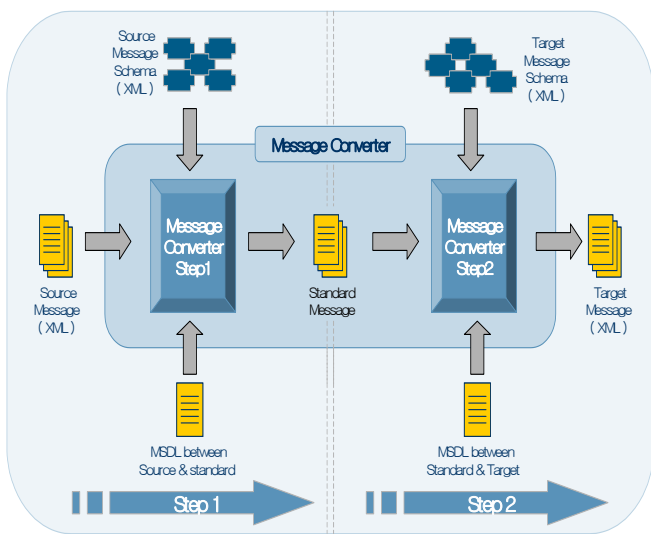 Source
Message
Schema
( XML )
Target
Message
Schema
( XML )
Message Converter
Message
Converter
Step1
Message
Converter
Step2
Source
Message
( XML )
Standard
Message
Target
Message
( XML )
MSDL between
Source & standard
MSDL between
Standard & Target
Step 1
Step 2